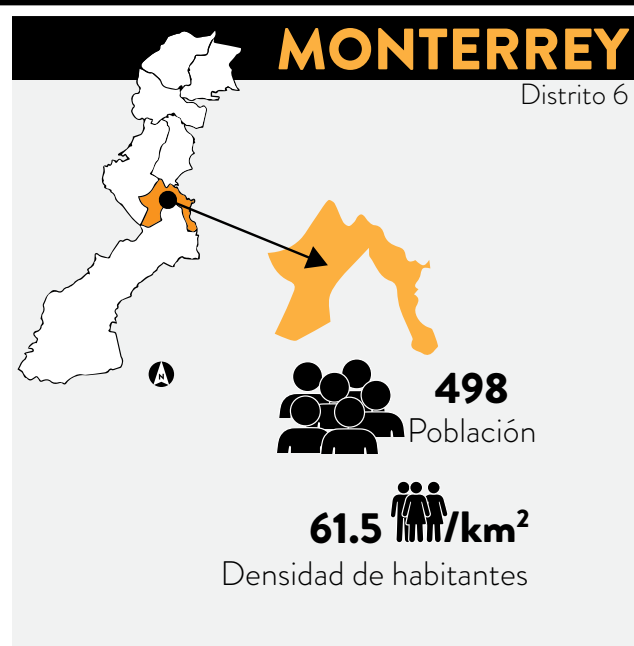 MONTERREY
Distrito 6
N
498
Población
61.5 /km²
Densidad de habitantes